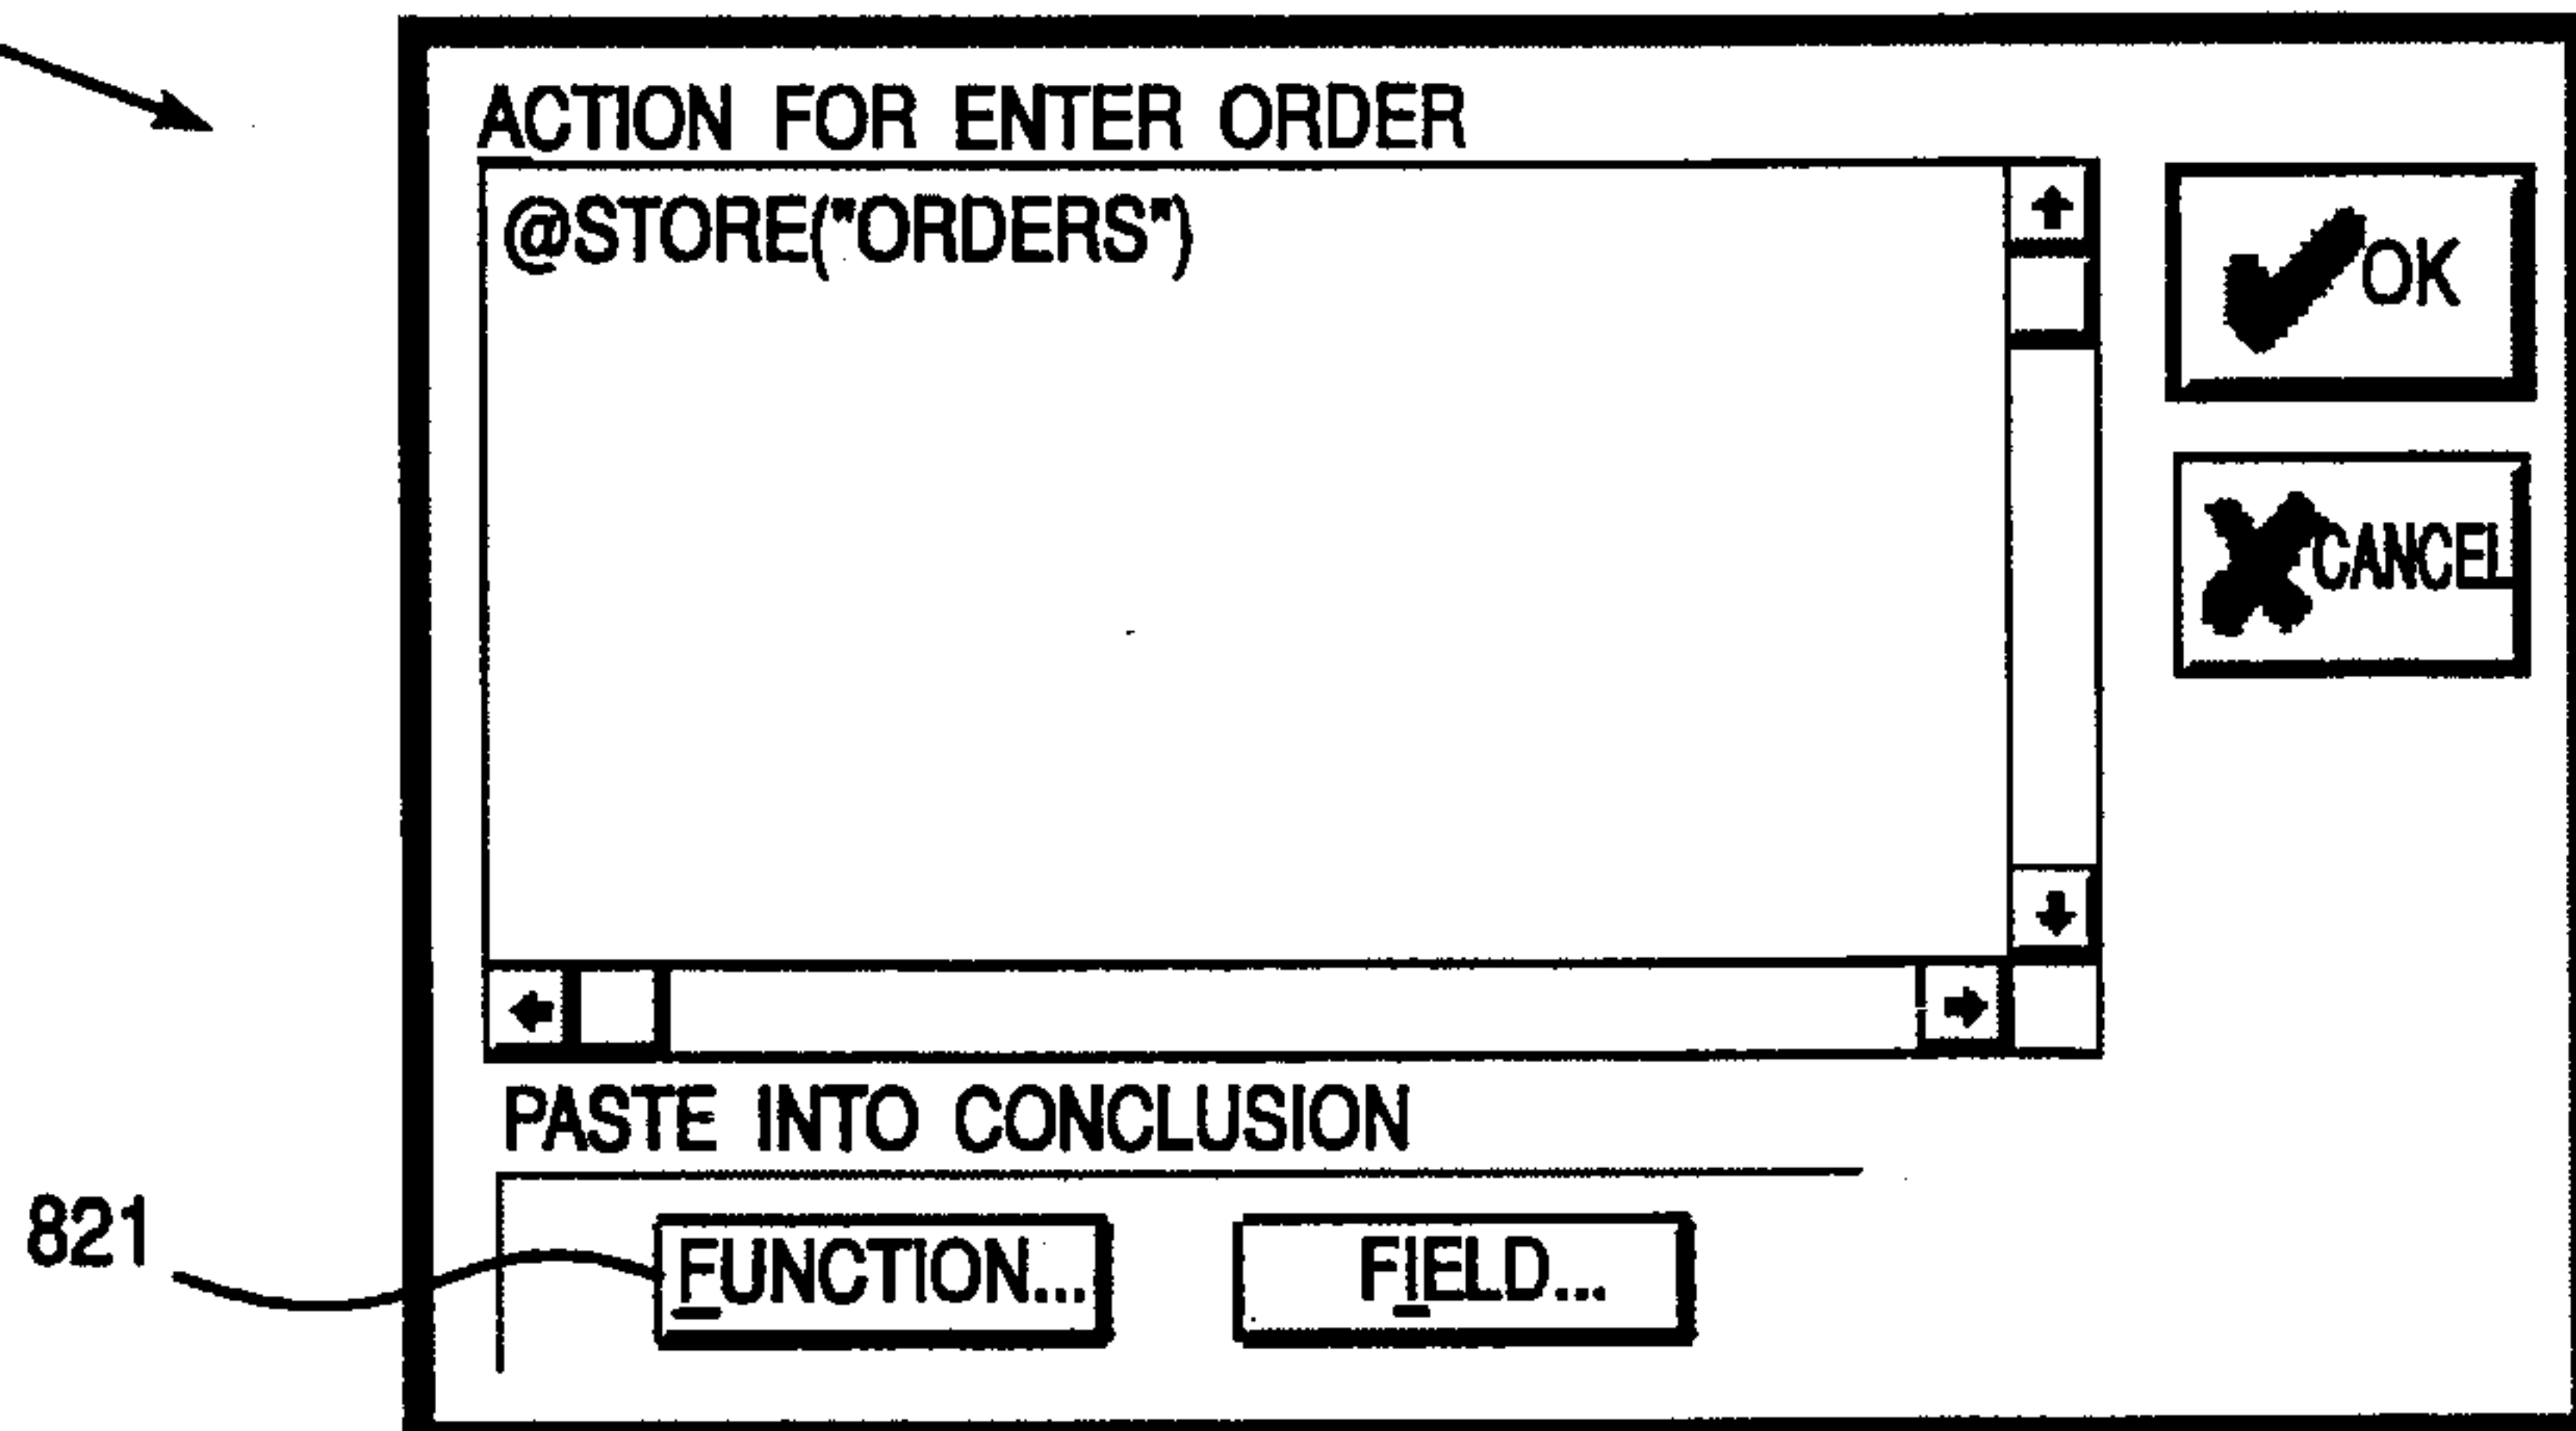 ACTION FOR ENTER ORDER
@STORE("ORDERS")
OK
CANCEL
PASTE INTO CONCLUSION
821
FUNCTION...
FIELD...